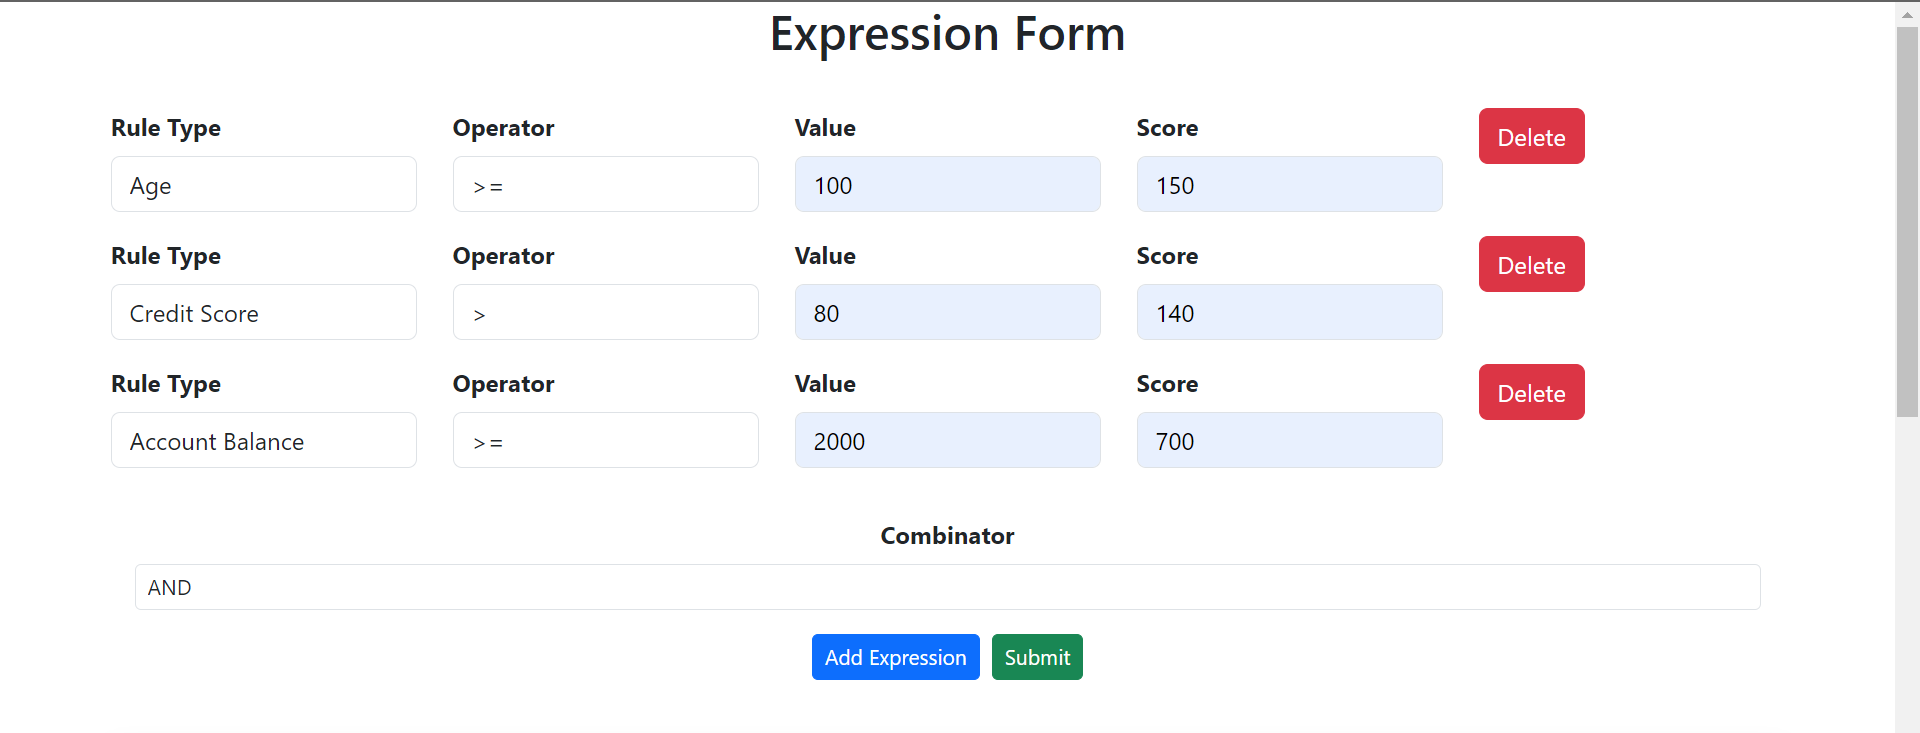 Expression Form
Rule Type Operator Value Score Delete
Age >= 100 150
Rule Type Operator Value Score Delete
Credit Score > 80 140
Rule Type Operator Value Score Delete
Account Balance >= 2000 700
Combinator
AND
Add Expression Submit